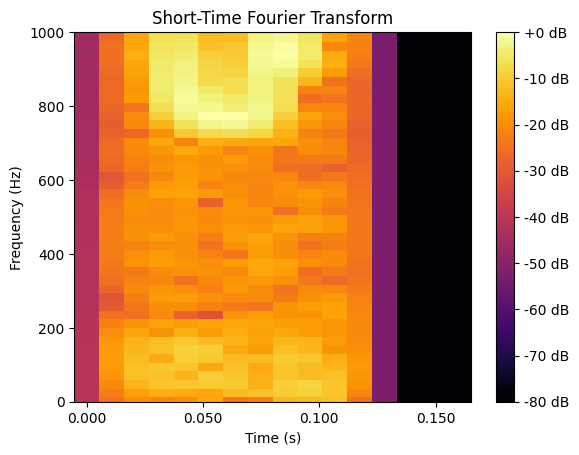 Short-Time Fourier Transform
1000
800
600
400
200
0
Frequency (Hz)
0.000
0.050
0.100
0.150
Time (s)
+0 dB
-10 dB
-20 dB
-30 dB
-40 dB
-50 dB
-60 dB
-70 dB
-80 dB